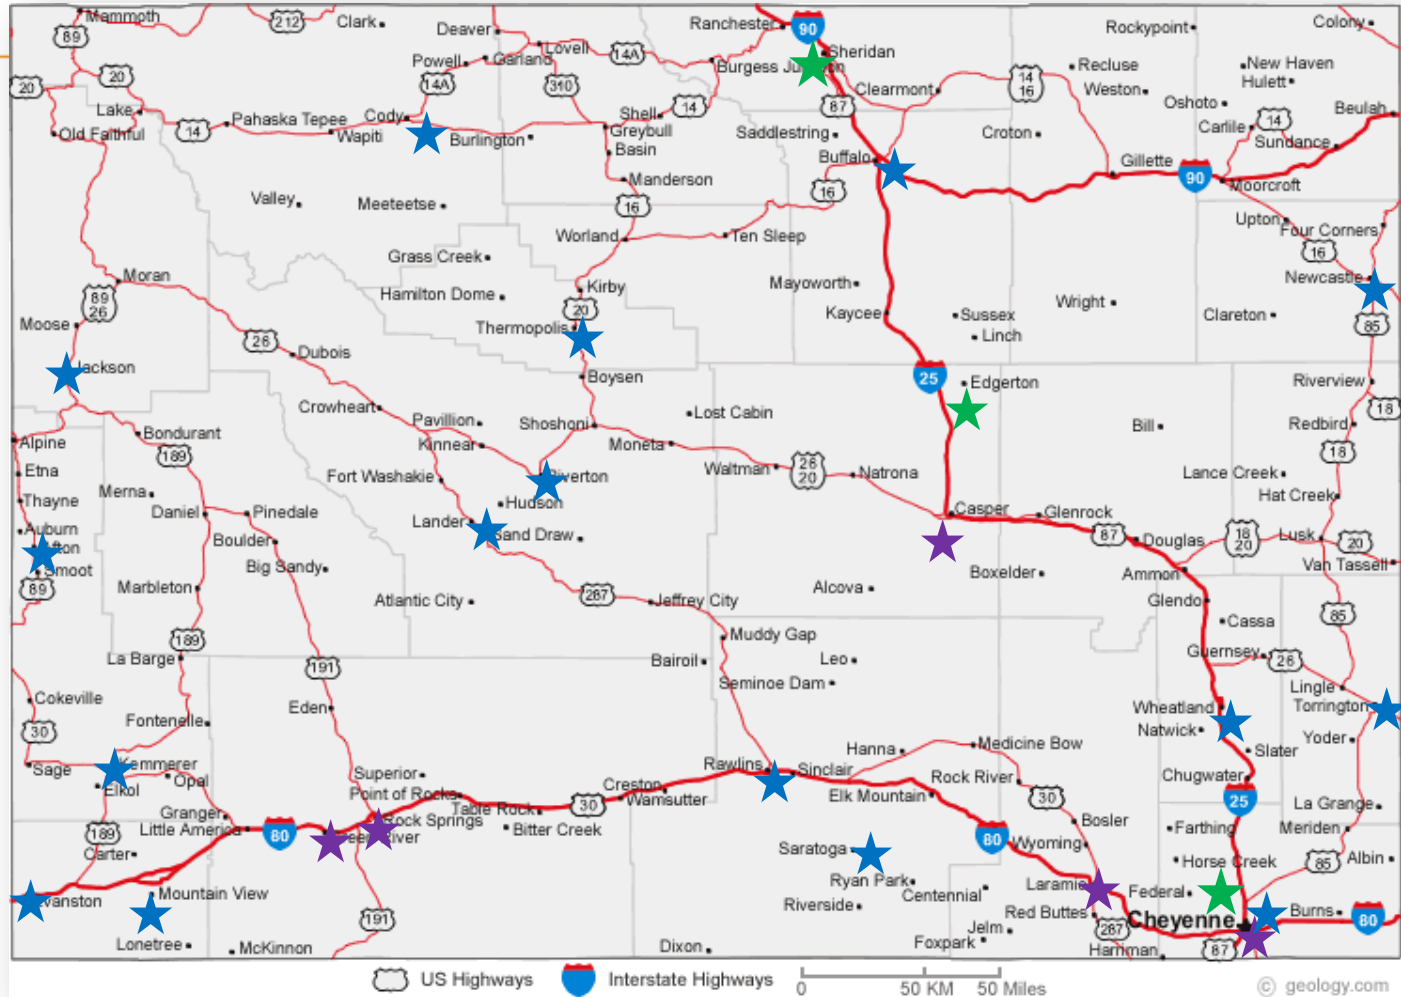 Mammoth
212
Clark
Deaver
Ranchester
90
Rockypoint
Colony
89
Lovell
14A
Sheridan
Powell
Garland
Burgess Junction
Recluse
New Haven
20
20
14A
310
Clearmont
14
16
Weston
Hulett
Lake
Shell
14
87
Oshoto
Beulah
Old Faithful
14
Pahaska Tepee
Cody
Wapiti
Burlington
Greybull
Saddlestring
Croton
Carlile
14
Sundance
Basin
Buffalo
Gillette
90
Moorcroft
Manderson
16
Valley
Meeteetse
16
Upton
Four Corners
Worland
Ten Sleep
16
Grass Creek
Moran
Kirby
Mayoworth
Newcastle
Hamilton Dome
89
26
20
Wright
Moose
Thermopolis
Kaycee
Sussex
Careton
85
26
Linch
Dubois
Jackson
Boysen
25
Edgerton
Riverview
Crowheart
Lost Cabin
18
Alpine
Bondurant
Pavillion
Shoshoni
Bill
Redbird
Kinnear
Moneta
189
18
Etna
Fort Washakie
Riverton
Waltman
26
20
Natrona
Lance Creek
Thayne
Merna
Hudson
Hat Creek
Daniel
Pinedale
Lander
Casper
Glenrock
Auburn
Sand Draw
87
Douglas
18
20
Lusk
20
Afton
Boulder
Smoot
Big Sandy
Boxelder
Ammon
Van Tassell
89
Marbleton
Atlantic City
287
Jeffrey City
Alcova
Glendo
85
189
Muddy Gap
Cassa
La Barge
191
Bairoil
Leo
Guernsey
26
Seminoe Dam
Lingle
Cokeville
Eden
Wheatland
Torrington
30
Fontenelle
Natwick
Yoder
Hanna
Medicine Bow
Slater
Sage
Kemmerer
Opal
Superior
Rawlins
Sinclair
Rock River
Chugwater
Elkol
Point of Rocks
Creston
Wamsutter
Elk Mountain
30
25
La Grange
Granger
Table Rock
30
Little America
80
Rock Springs
Bitter Creek
Bosler
Farthing
Meriden
189
Green River
80
Wyoming
Carter
Saratoga
Horse Creek
85
Albin
Ryan Park
Laramie
Federal
Evanston
Mountain View
Centennial
Riverside
Red Buttes
Burns
80
191
Cheyenne
Jelm
287
Lonetree
McKinnon
Dixon
Foxpark
Harriman
87
US Highways
Interstate Highways
0
50 KM
50 Miles
© geology.com